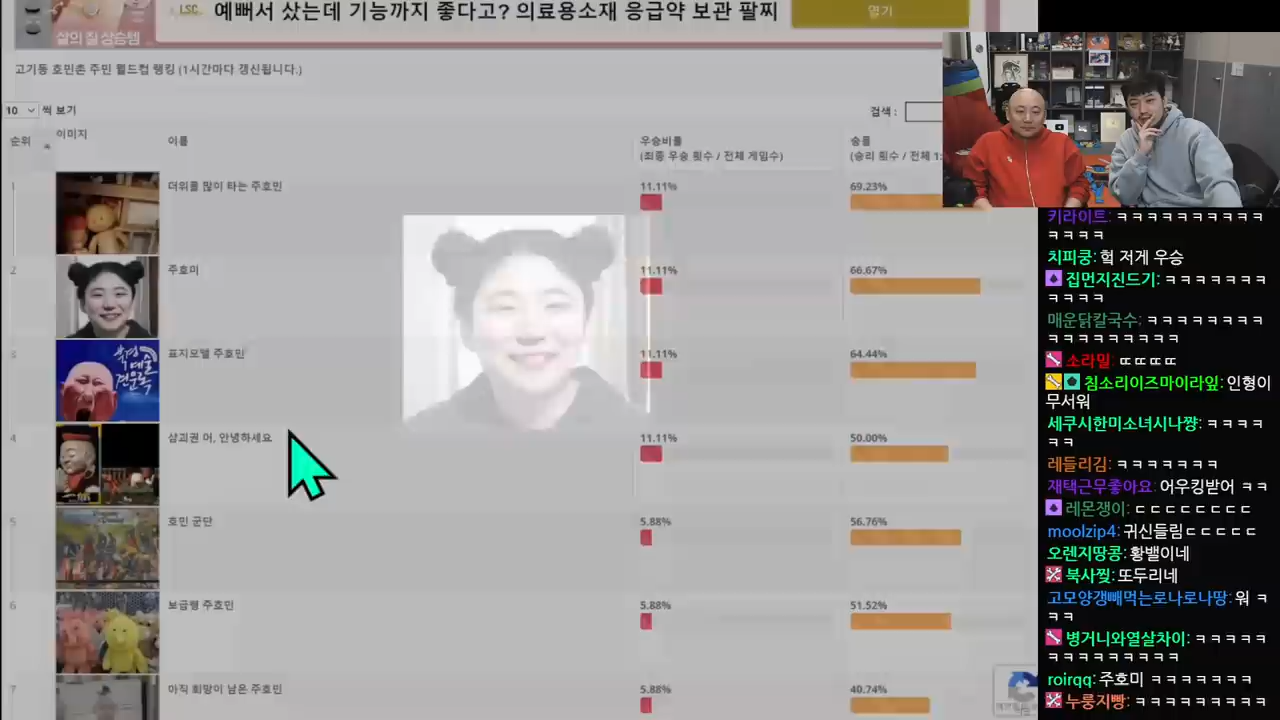 LSC. 예뻐서 샀는데 기능까지 좋다고? 의료용소재 응급약 보관 팔찌
열기
삶의 질 상승템
고기동 호민촌 주민 월드컵 랭킹 (1시간마다 갱신됩니다.)
10 씩 보기
검색 :
순위 이미지 이름 우승비율 승률
(최종 우승 횟수 / 전체 게임수) (승리 횟수 / 전체 1:
1 더위를 많이 타는 주호민 11.11% 69.23%
2 주호미 11.11% 66.67%
3 표지모델 주호민 11.11% 64.44%
북경예술견문록
4 삼괴권 어, 안녕하세요 11.11% 50.00%
5 호민 군단 5.88% 56.76%
6 보급형 주호민 5.88% 51.52%
7 아직 희망이 남은 주호민 5.88% 40.74%
키라이트: ㅋㅋㅋㅋㅋㅋㅋㅋㅋㅋ
ㅋㅋㅋㅋ
치피쿵: 헠 저게 우승
집먼지진드기: ㅋㅋㅋㅋㅋㅋㅋ
ㅋㅋㅋㅋ
매운닭칼국수: ㅋㅋㅋㅋㅋㅋㅋㅋ
ㅋㅋㅋㅋㅋㅋㅋㅋㅋ
소라밀: ㄸㄸㄸㄸ
침소리이즈마이라잎: 인형이
무서워
세쿠시한미소녀시나쨩: ㅋㅋㅋㅋ
ㅋㅋ
레들리김: ㅋㅋㅋㅋㅋㅋㅋ
재택근무좋아요: 어우킹받어 ㅋㅋ
레몬쟁이: ㄷㄷㄷㄷㄷㄷㄷㄷ
moolzip4: 귀신들림ㄷㄷㄷㄷㄷ
오렌지땅콩: 황밸이네
북사찢: 또두리네
고모양갱빼먹는로나로나땅: 워 ㅋ
ㅋㅋ
병거니와열살차이: ㅋㅋㅋㅋㅋ
ㅋㅋㅋㅋㅋㅋㅋㅋㅋ
roirqq: 주호미 ㅋㅋㅋㅋㅋㅋㅋ
누룽지빵: ㅋㅋㅋㅋㅋㅋㅋㅋㅋ